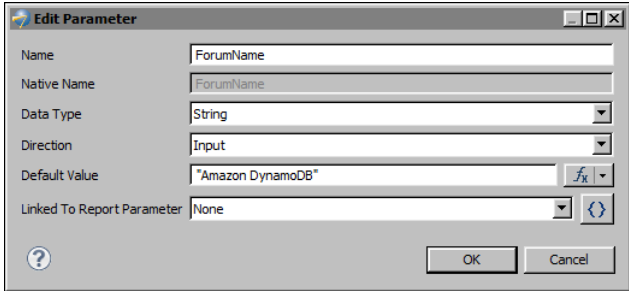 Edit Parameter
Name ForumName
Native Name ForumName
Data Type String
Direction Input
Default Value "Amazon DynamoDB" fx
Linked To Report Parameter None {}
? OK Cancel